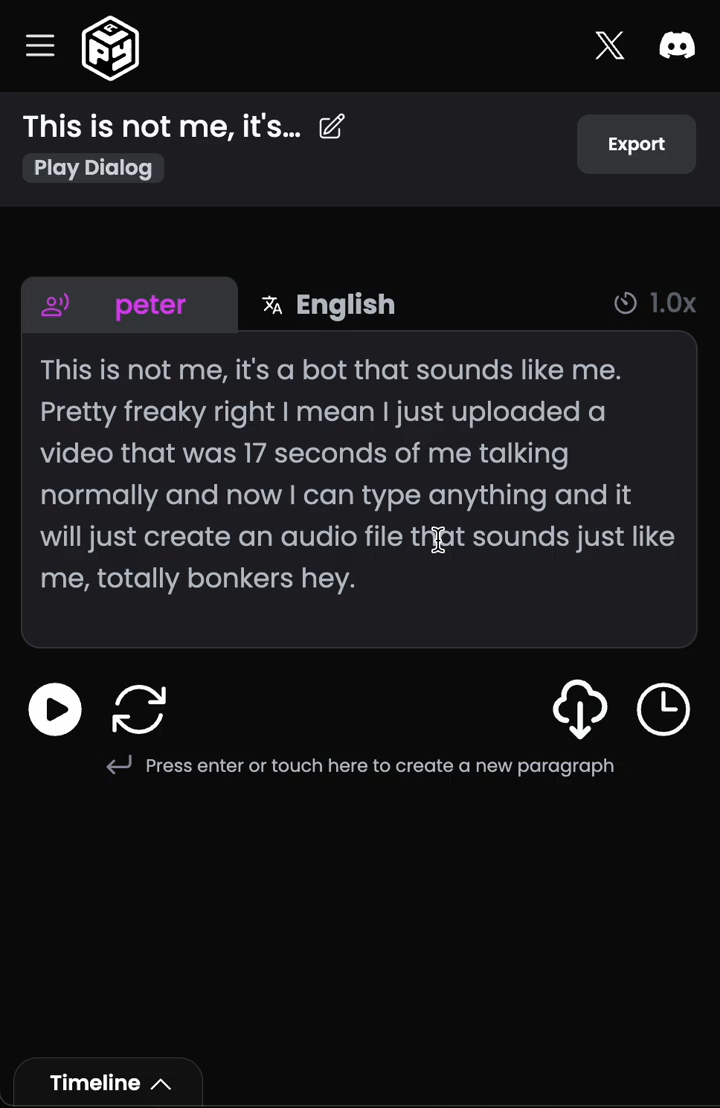 This is not me, it's...
Export
Play Dialog
peter
English
1.0x
This is not me, it's a bot that sounds like me.
Pretty freaky right I mean I just uploaded a
video that was 17 seconds of me talking
normally and now I can type anything and it
will just create an audio file that sounds just like
me, totally bonkers hey.
Press enter or touch here to create a new paragraph
Timeline